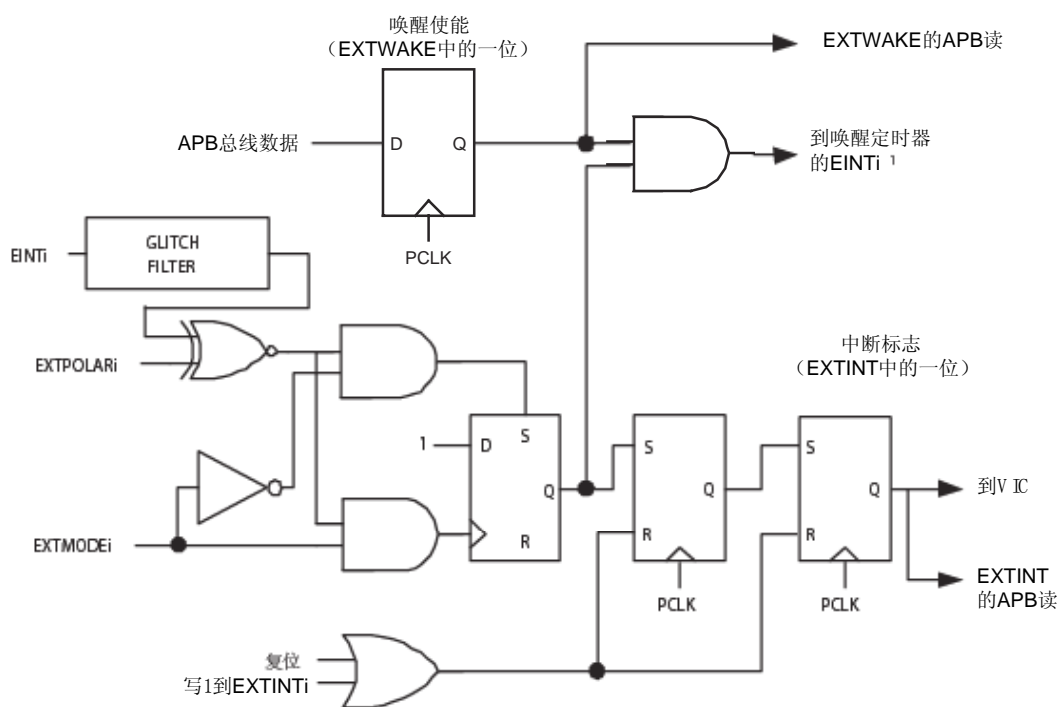 唤醒使能
（EXTWAKE中的一位）
EXTWAKE的APB读
APB总线数据
D
Q
到唤醒定时器
的EINTi 1
PCLK
EINTi
GLITCH
FILTER
EXTPOLARi
中断标志
（EXTINT中的一位）
1
D
S
Q
R
S
Q
R
S
Q
R
到VIC
EXTMODEi
PCLK
PCLK
EXTINT
的APB读
复位
写1到EXTINTi